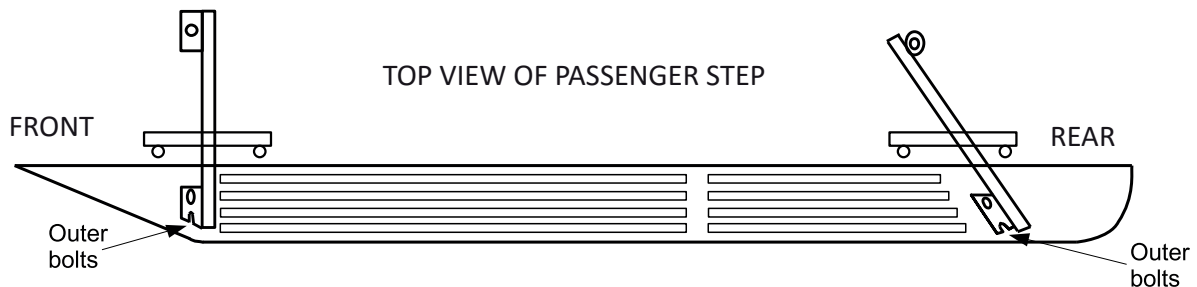 TOP VIEW OF PASSENGER STEP
FRONT
REAR
Outer
bolts
Outer
bolts